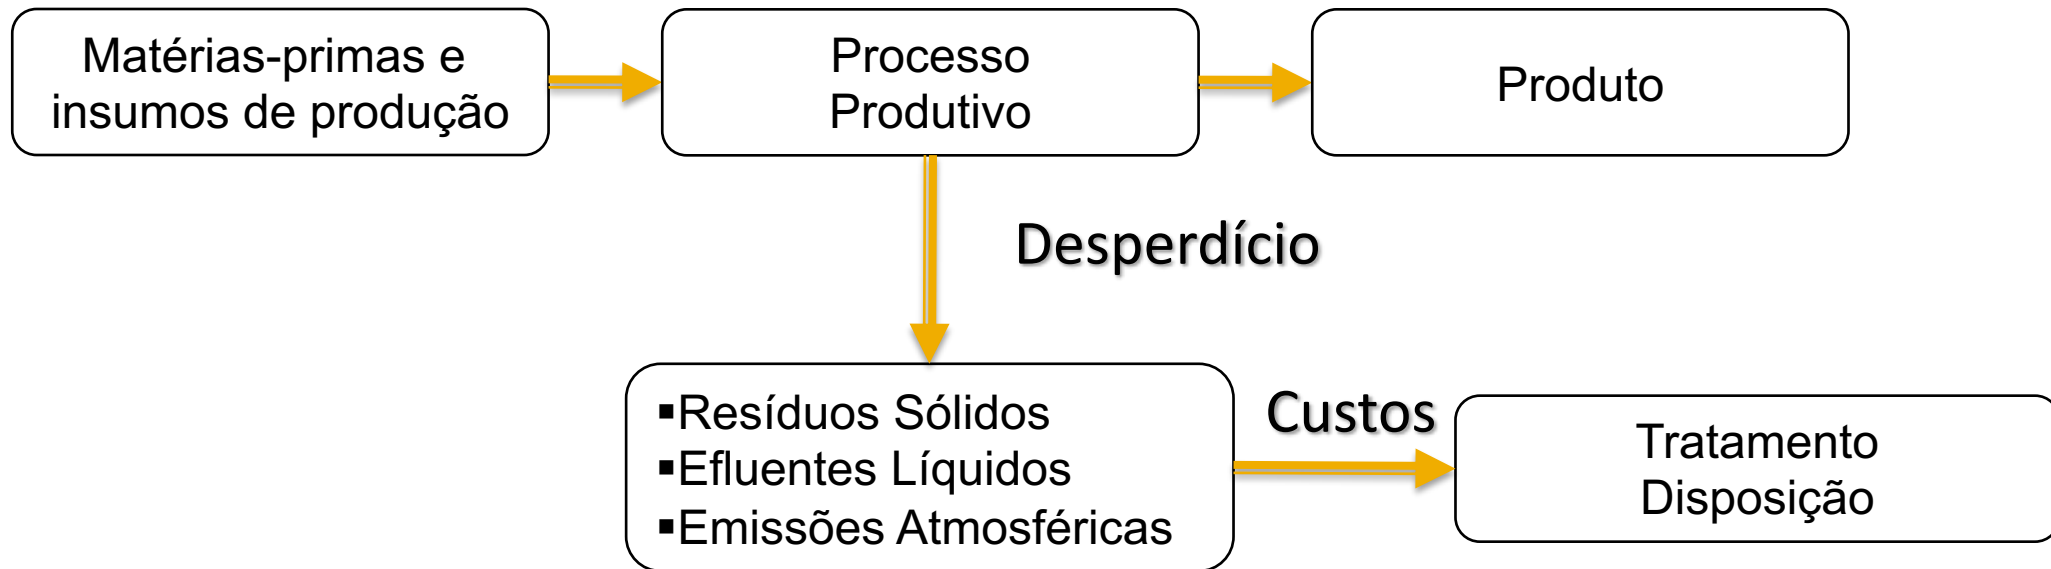 Matérias-primas e
insumos de produção
Processo
Produtivo
Produto
Desperdício
▪Resíduos Sólidos
▪Efluentes Líquidos
▪Emissões Atmosféricas
Custos
Tratamento
Disposição